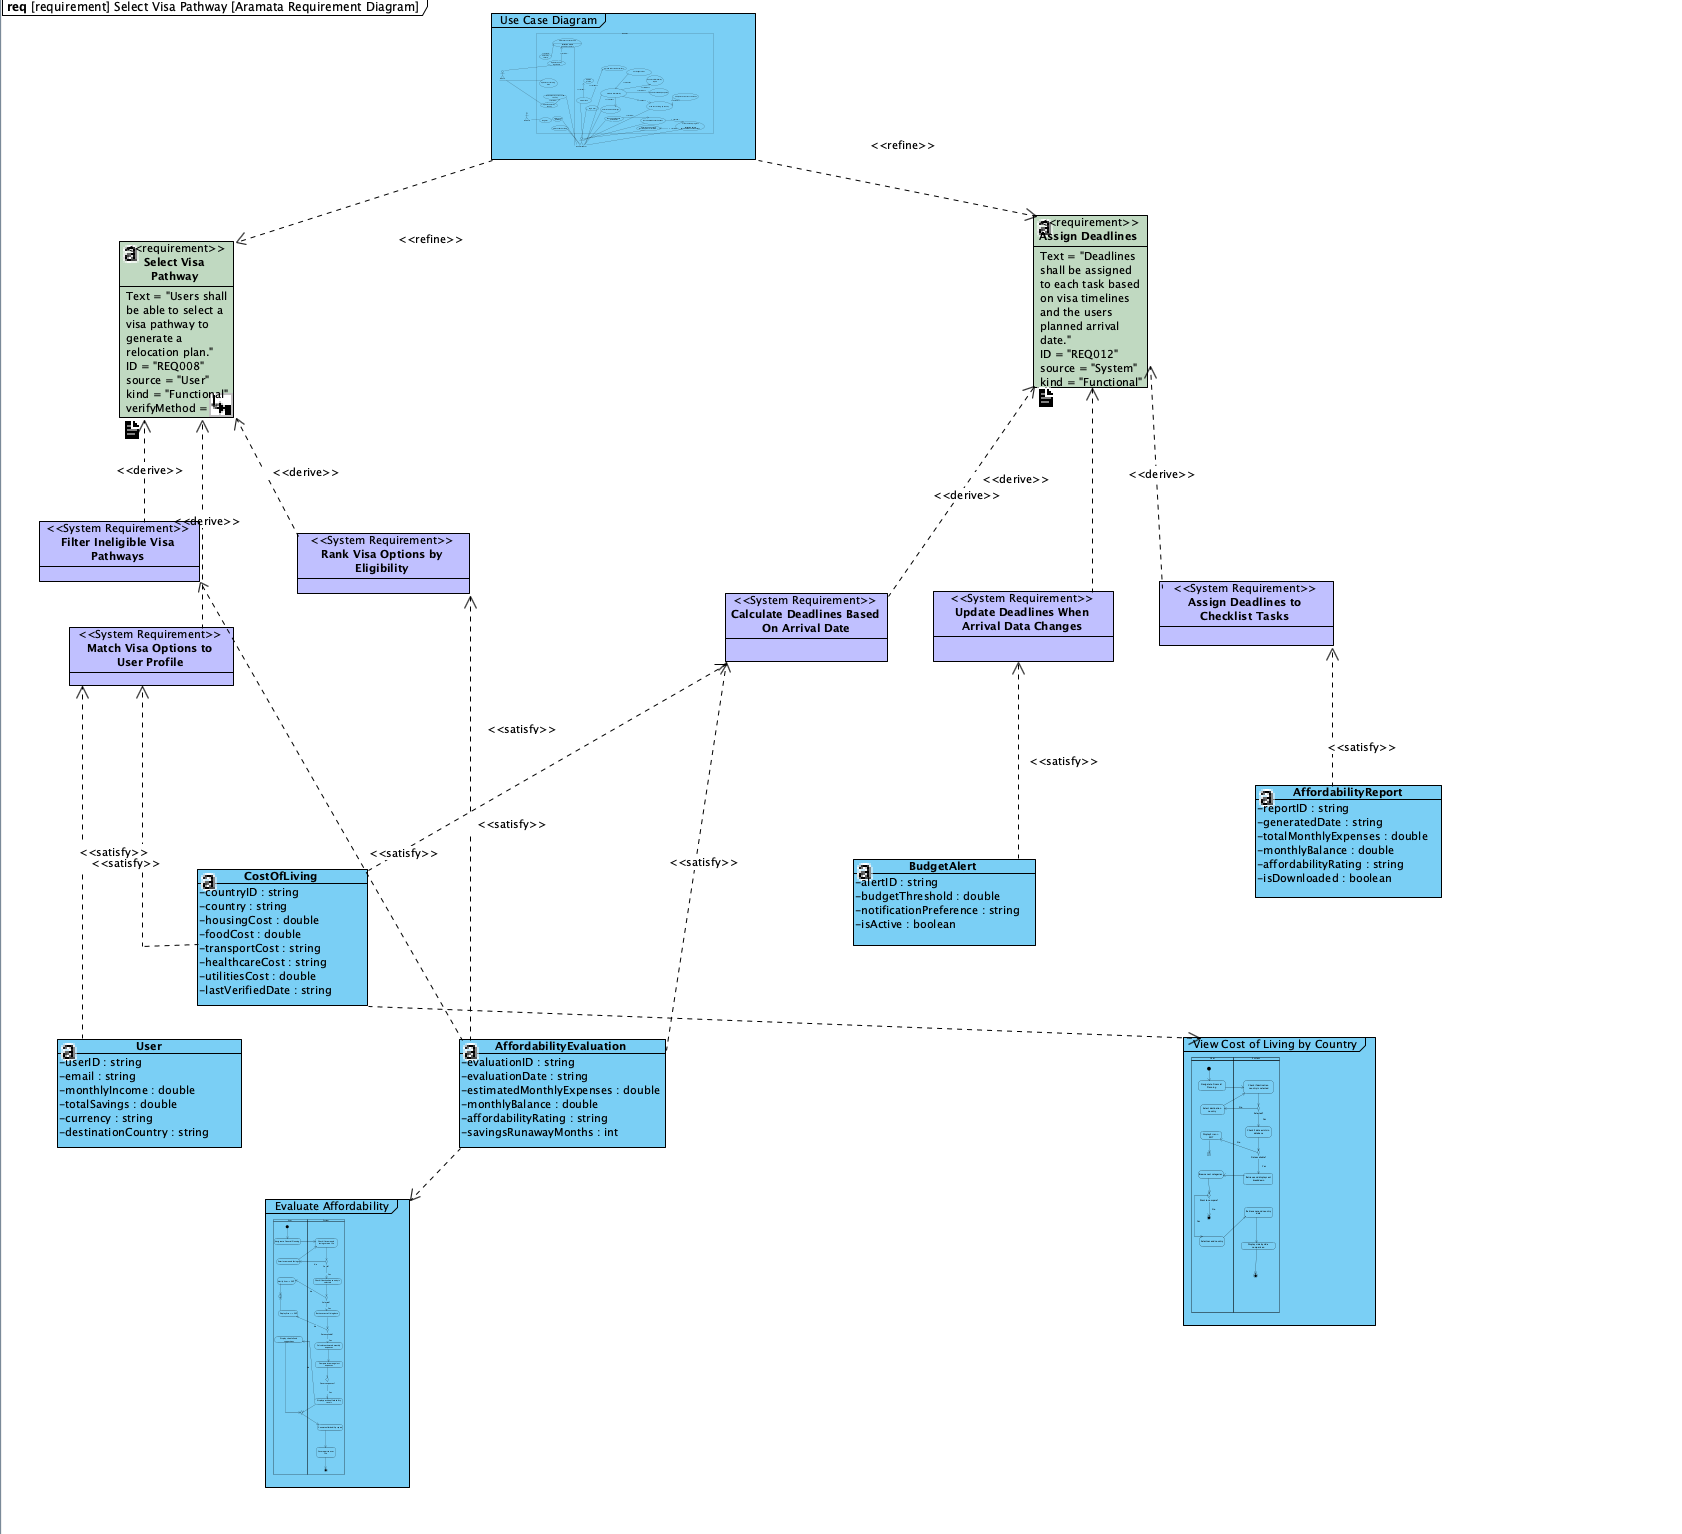 req [requirement] Select Visa Pathway [Aramata Requirement Diagram]
Use Case Diagram
<<refine>>
<<refine>>
<<requirement>>
Select Visa
Pathway
Text = "Users shall
be able to select a
visa pathway to
generate a
relocation plan."
ID = "REQ008"
source = "User"
kind = "Functional"
verifyMethod =
<<requirement>>
Assign Deadlines
Text = "Deadlines
shall be assigned
to each task based
on visa timelines
and the users
planned arrival
date."
ID = "REQ012"
source = "System"
kind = "Functional"
<<derive>>
<<derive>>
<<derive>>
<<derive>>
<<derive>>
<<derive>>
<<System Requirement>>
Filter Ineligible Visa
Pathways
<<System Requirement>>
Rank Visa Options by
Eligibility
<<System Requirement>>
Match Visa Options to
User Profile
<<System Requirement>>
Calculate Deadlines Based
On Arrival Date
<<System Requirement>>
Update Deadlines When
Arrival Data Changes
<<System Requirement>>
Assign Deadlines to
Checklist Tasks
<<satisfy>>
<<satisfy>>
<<satisfy>>
<<satisfy>>
<<satisfy>>
<<satisfy>>
<<satisfy>>
<<satisfy>>
AffordabilityReport
-reportID : string
-generatedDate : string
-totalMonthlyExpenses : double
-monthlyBalance : double
-affordabilityRating : string
-isDownloaded : boolean
BudgetAlert
-alertID : string
-budgetThreshold : double
-notificationPreference : string
-isActive : boolean
CostOfLiving
-countryID : string
-country : string
-housingCost : double
-foodCost : double
-transportCost : string
-healthcareCost : string
-utilitiesCost : double
-lastVerifiedDate : string
User
-userID : string
-email : string
-monthlyIncome : double
-totalSavings : double
-currency : string
-destinationCountry : string
AffordabilityEvaluation
-evaluationID : string
-evaluationDate : string
-estimatedMonthlyExpenses : double
-monthlyBalance : double
-affordabilityRating : string
-savingsRunawayMonths : int
View Cost of Living by Country
Evaluate Affordability